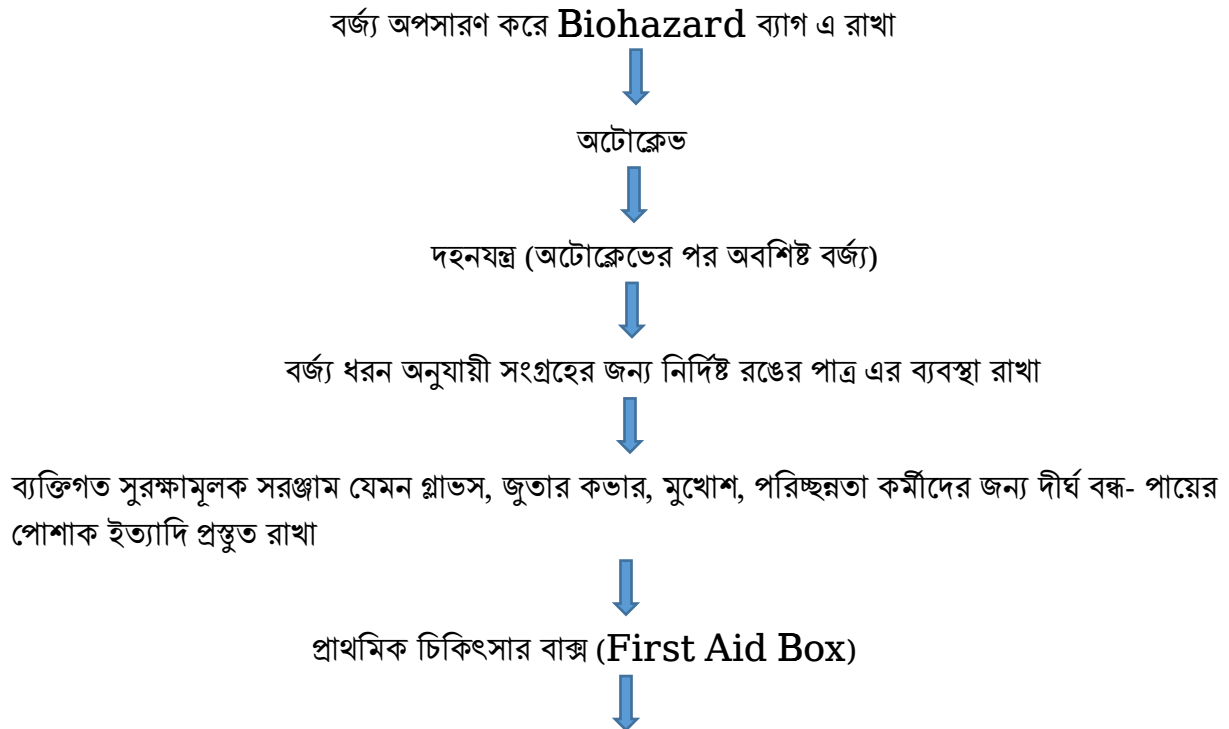 বর্জ্য অপসারণ করে Biohazard ব্যাগ এ রাখা
অটোক্লেভ
দহনযন্ত্র (অটোক্লেভের পর অবশিষ্ট বর্জ্য)
বর্জ্য ধরন অনুযায়ী সংগ্রহের জন্য নির্দিষ্ট রঙের পাত্র এর ব্যবস্থা রাখা
ব্যক্তিগত সুরক্ষামূলক সরঞ্জাম যেমন গ্লাভস, জুতার কভার, মুখোশ, পরিচ্ছন্নতা কর্মীদের জন্য দীর্ঘ বন্ধ- পায়ের
পোশাক ইত্যাদি প্রস্তুত রাখা
প্রাথমিক চিকিৎসার বাক্স (First Aid Box)